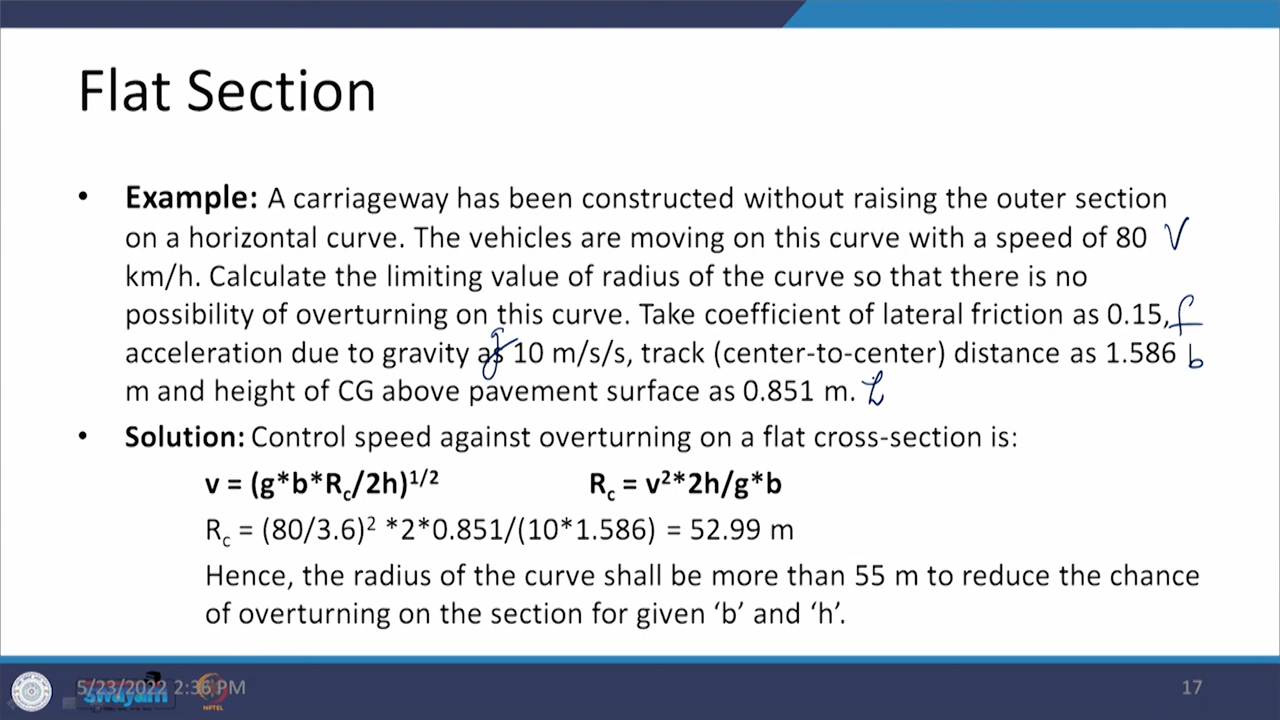 Flat Section
• Example: A carriageway has been constructed without raising the outer section
on a horizontal curve. The vehicles are moving on this curve with a speed of 80 V
km/h. Calculate the limiting value of radius of the curve so that there is no
possibility of overturning on this curve. Take coefficient of lateral friction as 0.15, f
acceleration due to gravity as 10 m/s/s, track (center-to-center) distance as 1.586 b
m and height of CG above pavement surface as 0.851 m.
• Solution: Control speed against overturning on a flat cross-section is:
v = (g*b*Rc/2h)1/2 Rc = v2*2h/g*b
Rc = (80/3.6)2 *2*0.851/(10*1.586) = 52.99 m
Hence, the radius of the curve shall be more than 55 m to reduce the chance
of overturning on the section for given ‘b’ and ‘h’.
5/23/2022 2:36 PM
swayam
NPTEL
17